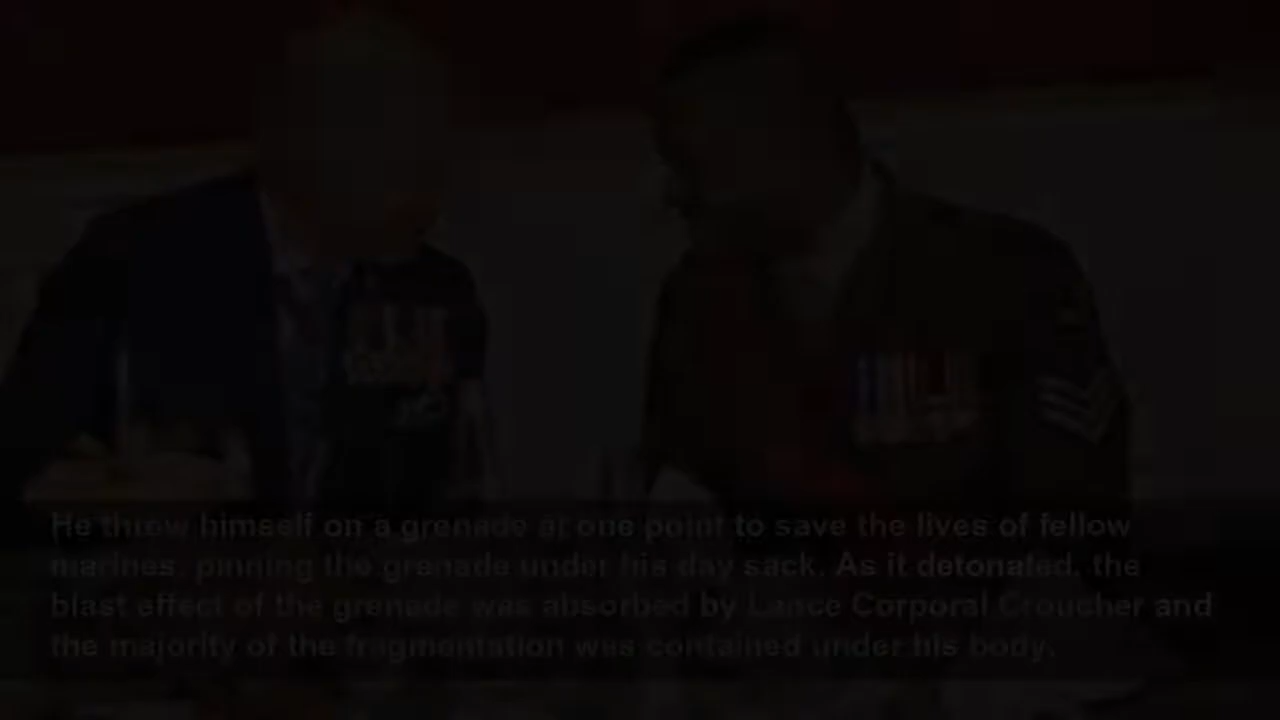 He threw himself on a grenade at one point to save the lives of fellow
marines, pinning the grenade under his day sack. As it detonated, the
blast effect of the grenade was absorbed by Lance Corporal Croucher and
the majority of the fragmentation was contained under his body.